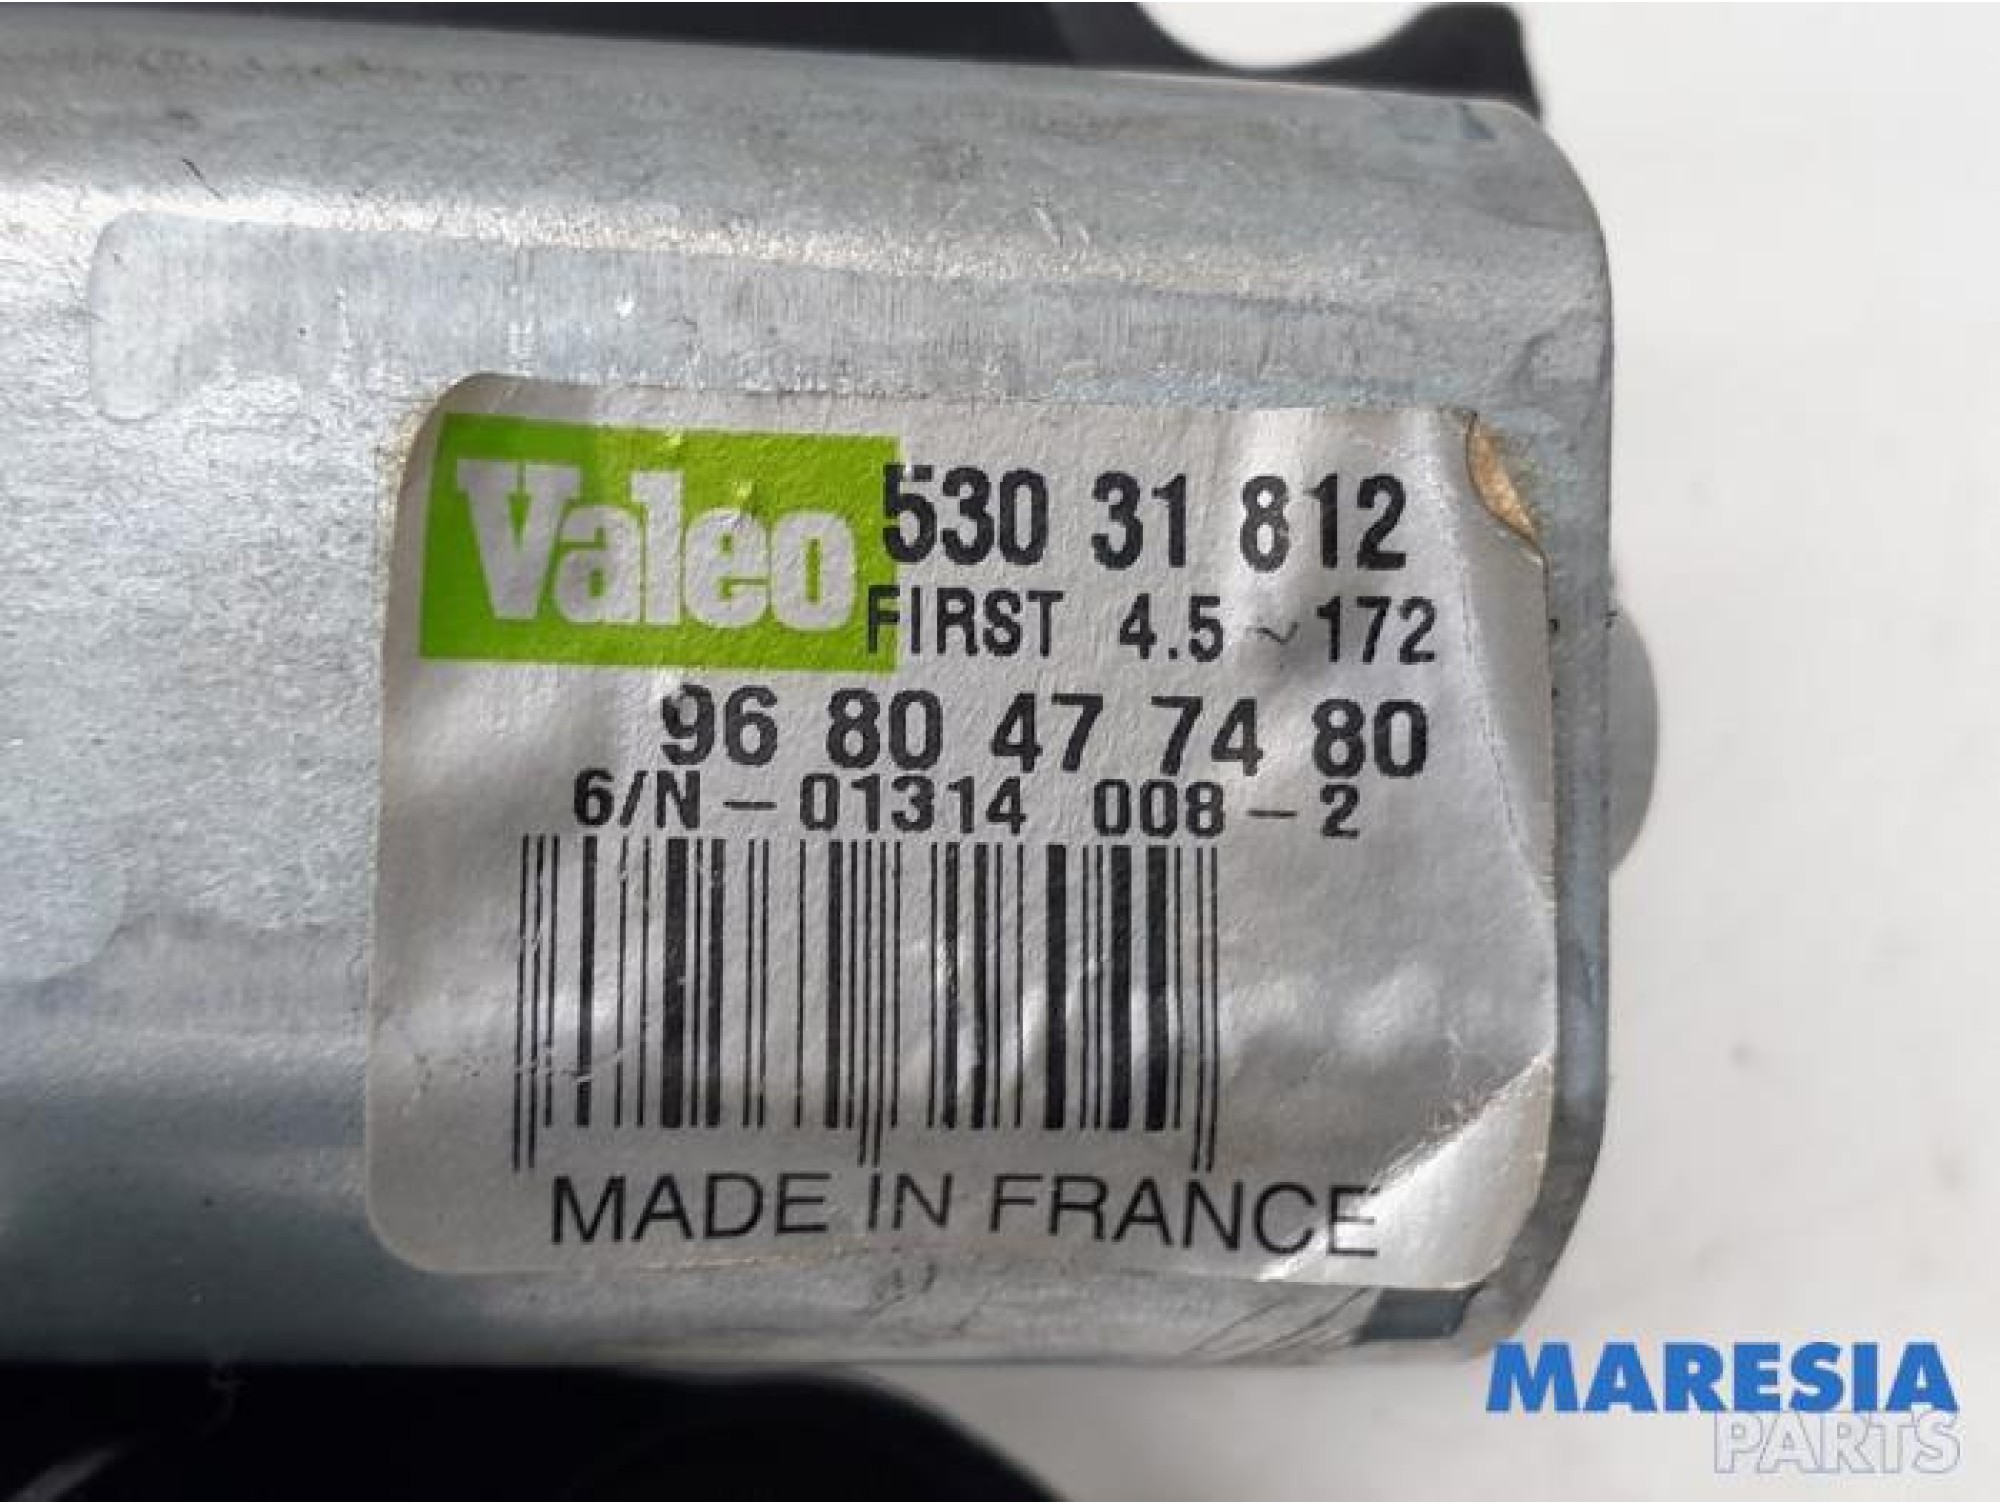 Valeo 530 31 812
FIRST 4.5 ~ 172
96 80 47 74 80
6/N-01314 008-2
MADE IN FRANCE
MARESIA
PARTS